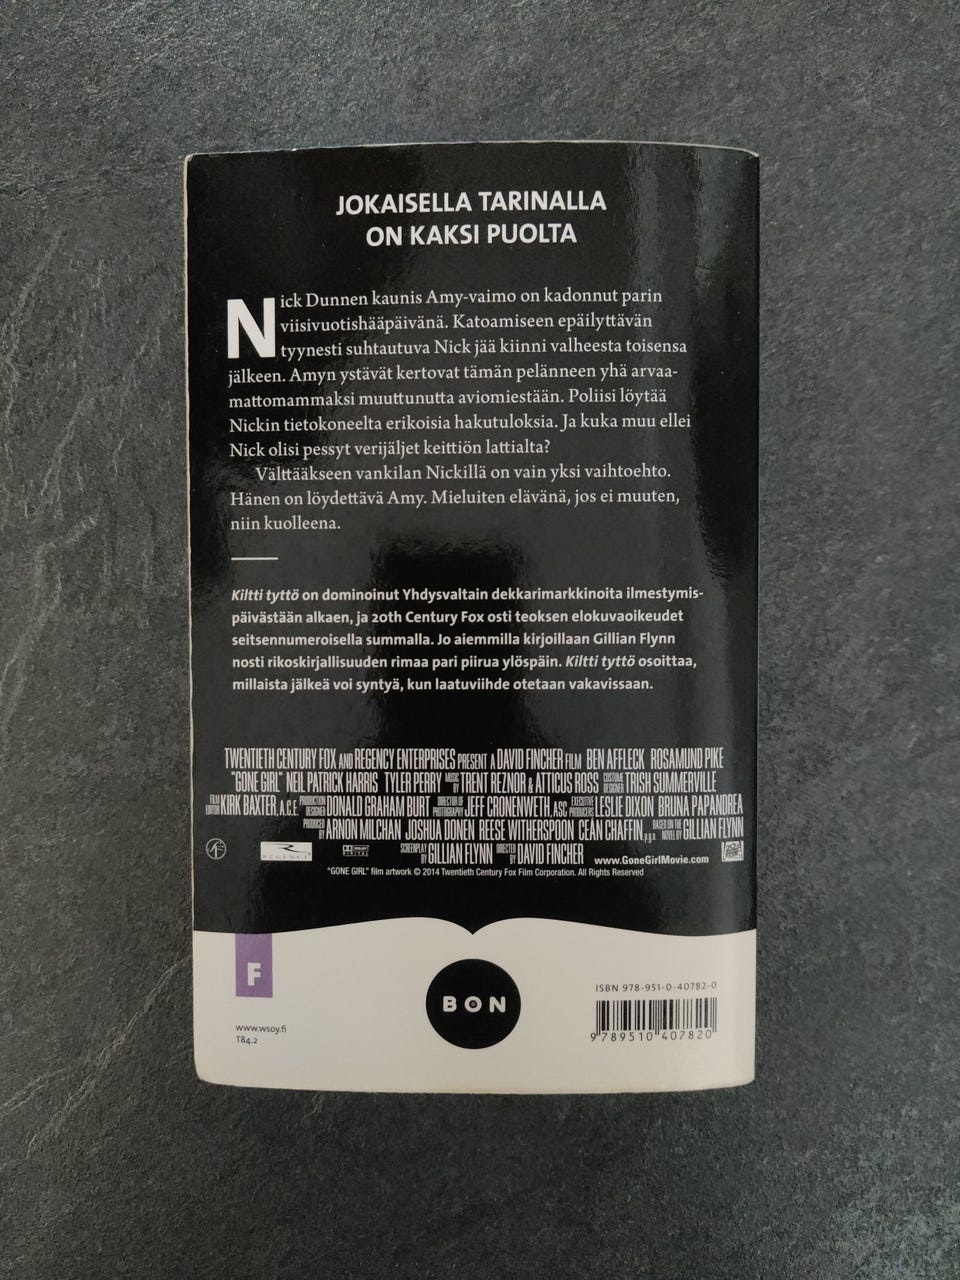 JOKAISELLA TARINALLA
ON KAKSI PUOLTA
Nick Dunnen kaunis Amy-vaimo on kadonnut parin
viisivuotishääpäivänä. Katoamiseen epäilyttävän
tyynesti suhtautuva Nick jää kiinni valheesta toisensa
jälkeen. Amyn ystävät kertovat tämän pelänneen yhä arvaa-
mattomammaksi muuttunutta aviomiestään. Poliisi löytää
Nickin tietokoneelta erikoisia hakutuloksia. Ja kuka muu ellei
Nick olisi pessyt verijäljet keittiön lattialta?
Välttääkseen vankilan Nickillä on vain yksi vaihtoehto.
Hänen on löydettävä Amy. Mieluiten elävänä, jos ei muuten,
niin kuolleena.
Kiltti tyttö on dominoinut Yhdysvaltain dekkarimarkkinoita ilmestymis-
päivästään alkaen, ja 20th Century Fox osti teoksen elokuvaoikeudet
seitsennumeroisella summalla. Jo aiemmilla kirjoillaan Gillian Flynn
nosti rikoskirjallisuuden rimaa pari piirua ylöspäin. Kiltti tyttö osoittaa,
millaista jälkeä voi syntyä, kun laatuviihde otetaan vakavissaan.
TWENTIETH CENTURY FOX AND REGENCY ENTERPRISES PRESENT A DAVID FINCHER FILM BEN AFFLECK ROSAMUND PIKE
"GONE GIRL" NEIL PATRICK HARRIS TYLER PERRY MUSIC BY TRENT REZNOR & ATTICUS ROSS COSTUME DESIGNER TRISH SUMMERVILLE
FILM EDITOR KIRK BAXTER, A.C.E. PRODUCTION DESIGNER DONALD GRAHAM BURT DIRECTOR OF PHOTOGRAPHY JEFF CRONENWETH, ASC EXECUTIVE PRODUCERS LESLIE DIXON BRUNA PAPANDREA
PRODUCED BY ARNON MILCHAN JOSHUA DONEN REESE WITHERSPOON CEÁN CHAFFIN, p.g.a. BASED ON THE NOVEL BY GILLIAN FLYNN
REGENCY DOLBY DIGITAL SCREENPLAY BY GILLIAN FLYNN DIRECTED BY DAVID FINCHER www.GoneGirlMovie.com
"GONE GIRL" film artwork © 2014 Twentieth Century Fox Film Corporation. All Rights Reserved
F
BON
ISBN 978-951-0-40782-0
www.wsoy.fi
T84.2
9 789510 407820